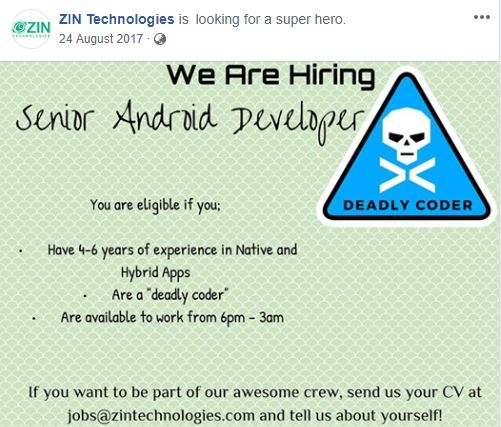 ZIN Technologies is looking for a super hero.
24 August 2017 ·
ZIN
TECHNOLOGIES
We Are Hiring
Senior Android Developer
DEADLY CODER
You are eligible if you;
· Have 4-6 years of experience in Native and
Hybrid Apps
· Are a "deadly coder"
· Are available to work from 6pm - 3am
If you want to be part of our awesome crew, send us your CV at
jobs@zintechnologies.com and tell us about yourself!